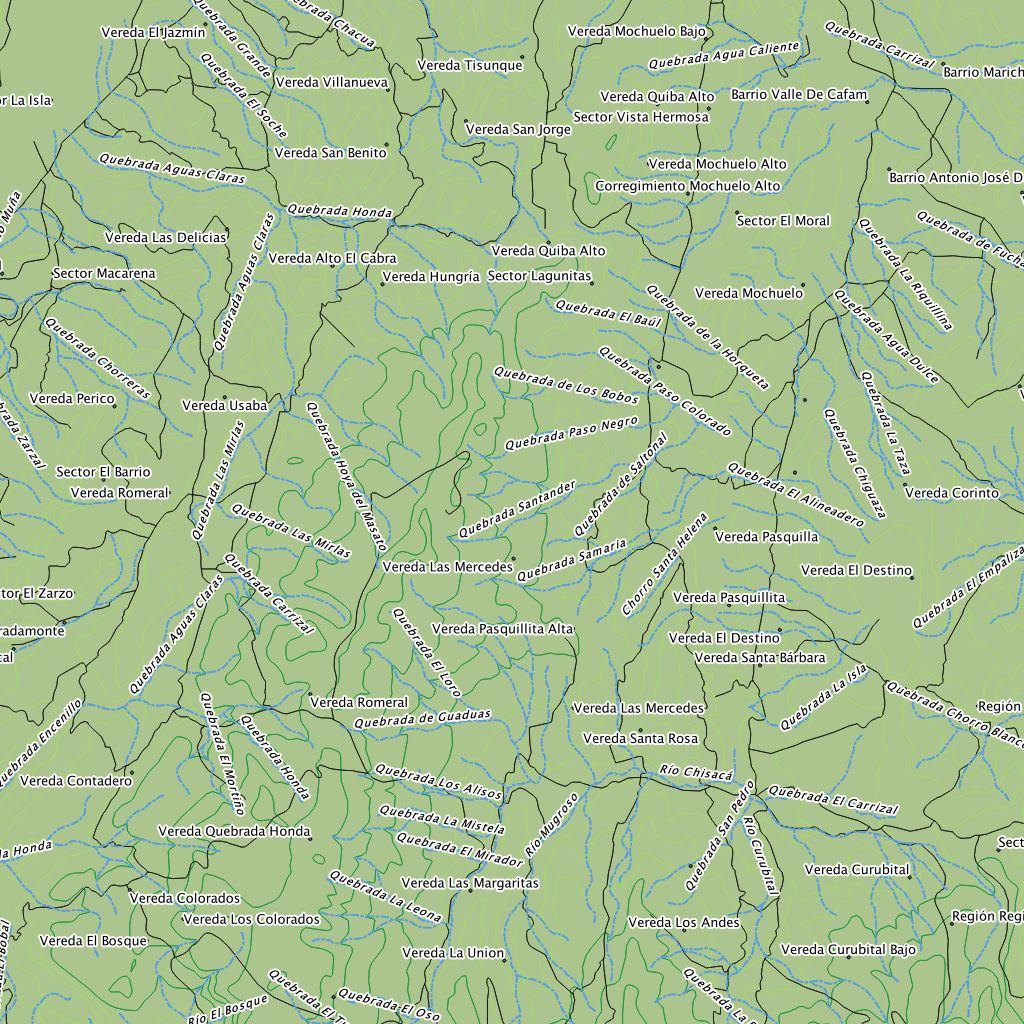 Quebrada Chacua
Quebrada Grande
Vereda El Jazmín
Vereda Mochuelo Bajo
Quebrada Carrizal
Quebrada Agua Caliente
Vereda Tisunque
Vereda Villanueva
Quebrada El Soche
Vereda Quiba Alto
Barrio Valle De Cafam
La Isla
Sector Vista Hermosa
Vereda San Jorge
Vereda San Benito
Quebrada Aguas Claras
Vereda Mochuelo Alto
Corregimiento Mochuelo Alto
Barrio Antonio José
Muña
Quebrada Honda
Sector El Moral
Vereda Las Delicias
Quebrada Aguas Claras
Vereda Quiba Alto
Quebrada La Riquillina
Vereda Alto El Cabra
Sector Macarena
Vereda Hungría
Sector Lagunitas
Vereda Mochuelo
Quebrada El Baúl
Quebrada de la Horqueta
Quebrada Agua Dulce
Quebrada Chorreras
Quebrada Paso Colorado
Quebrada de Los Bobos
Vereda Perico
Vereda Usaba
Zarzal
Quebrada Las Mirlas
Quebrada Hoya del Masato
Quebrada Paso Negro
Quebrada de Saltonal
Quebrada Chiguaza
Quebrada La Taza
Sector El Barrio
Vereda Romeral
Quebrada Santander
Quebrada El Alineadero
Vereda Corinto
Quebrada Las Mirlas
Vereda Pasquilla
Quebrada Samaria
Chorro Santa Helena
Vereda Las Mercedes
Vereda El Destino
Quebrada El
El Zarzo
Quebrada Carrizal
Quebrada Aguas Claras
Vereda Pasquillita
Vereda Pasquillita Alta
Quebrada El Loro
Vereda El Destino
Vereda Santa Bárbara
Quebrada La Isla
Vereda Romeral
Quebrada de Guaduas
Vereda Las Mercedes
Quebrada Chorro Blanco
Región
Encenillo
Quebrada El Mortiño
Quebrada Honda
Vereda Santa Rosa
Vereda Contadero
Quebrada Los Alisos
Río Chisacá
Quebrada El Carrizal
Quebrada La Mistela
Río Mugroso
Quebrada San Pedro
Río Curubital
Vereda Quebrada Honda
Quebrada El Mirador
Honda
Vereda Las Margaritas
Vereda Curubital
Vereda Colorados
Quebrada La Leona
Vereda Los Colorados
Vereda Los Andes
Región
Vereda El Bosque
Vereda La Union
Vereda Curubital Bajo
Río El Bosque
Quebrada El
Quebrada El Oso
Quebrada La